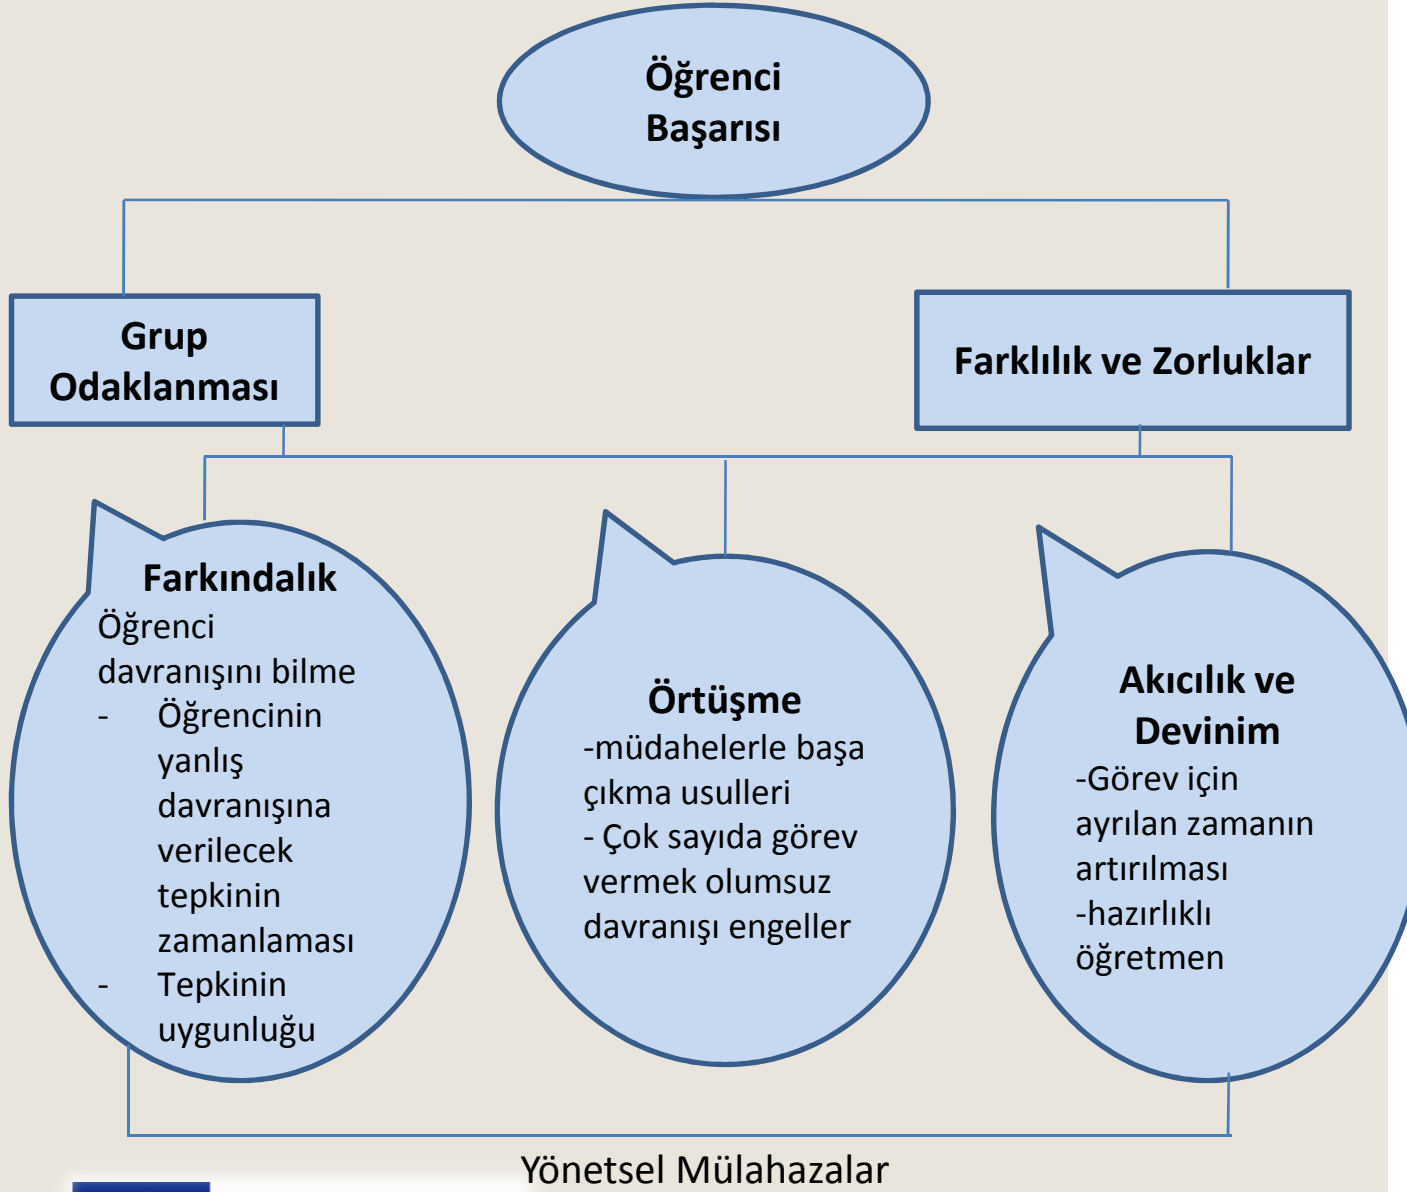 Öğrenci
Başarısı
Grup
Odaklanması
Farklılık ve Zorluklar
Farkındalık
Öğrenci
davranışını bilme
- Öğrencinin
yanlış
davranışına
verilecek
tepkinin
zamanlaması
- Tepkinin
uygunluğu
Örtüşme
-müdahelerle başa
çıkma usulleri
- Çok sayıda görev
vermek olumsuz
davranışı engeller
Akıcılık ve
Devinim
-Görev için
ayrılan zamanın
artırılması
-hazırlıklı
öğretmen
Yönetsel Mülahazalar